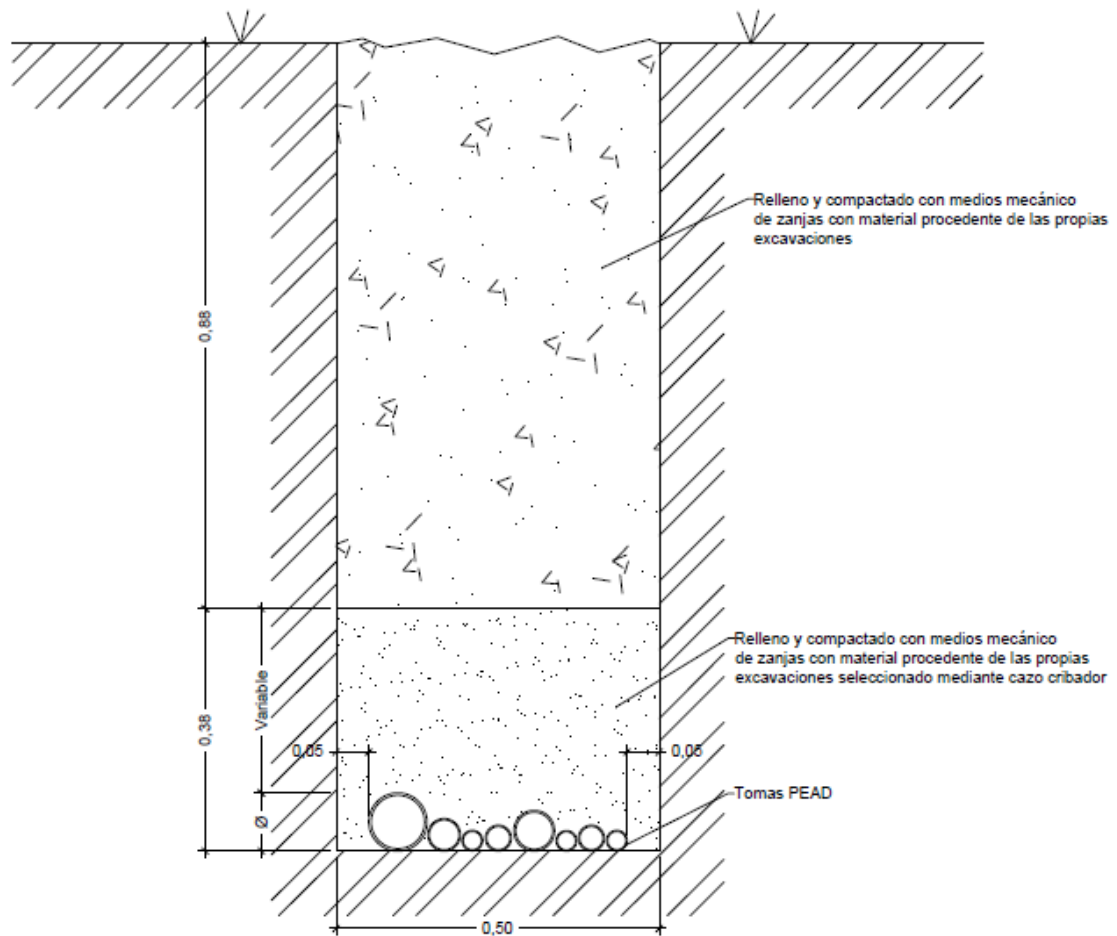 Relleno y compactado con medios mecánico
de zanjas con material procedente de las propias
excavaciones
0,88
Relleno y compactado con medios mecánico
de zanjas con material procedente de las propias
excavaciones seleccionado mediante cazo cribador
Variable
0,38
0,05
0,05
Tomas PEAD
Ø
0,50